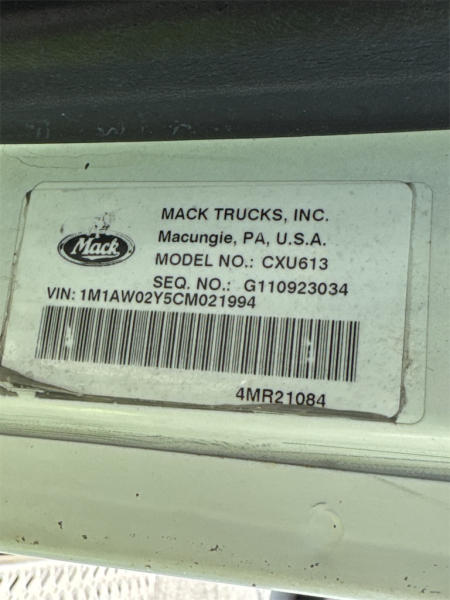 Mack
MACK TRUCKS, INC.
Macungie, PA, U.S.A.
MODEL NO.: CXU613
SEQ. NO.: G110923034
VIN: 1M1AW02Y5CM021994
4MR21084